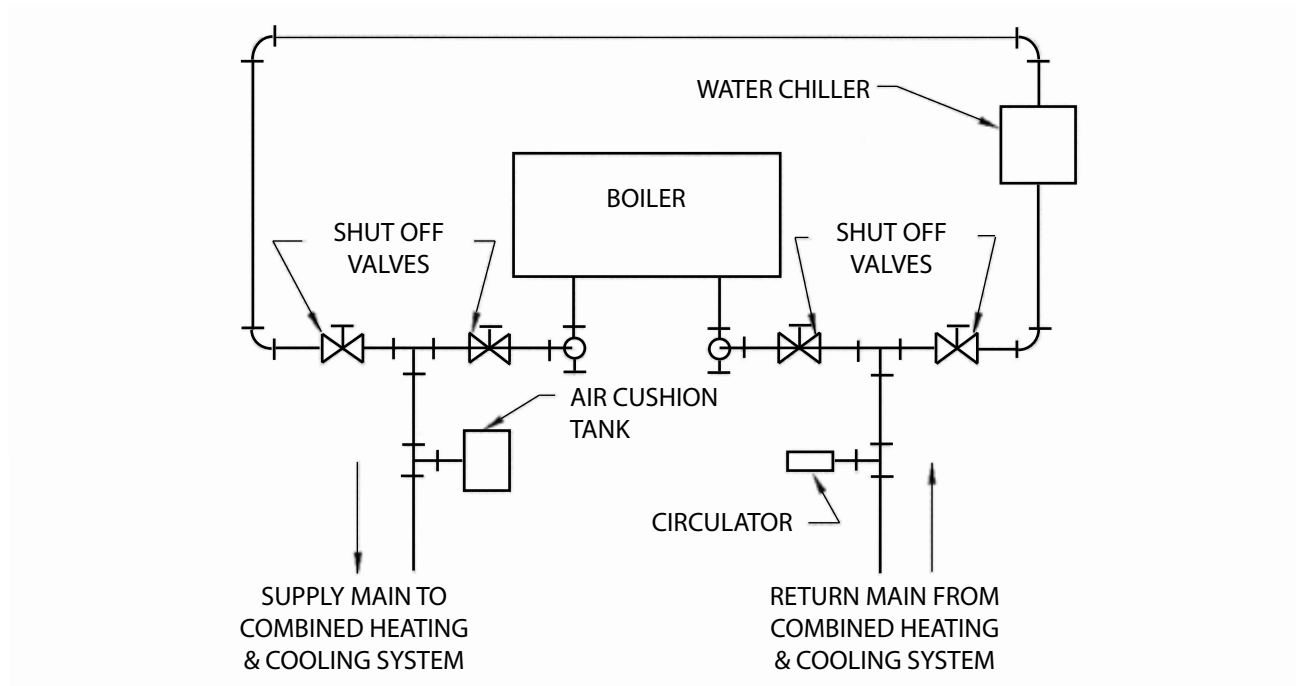 WATER CHILLER
BOILER
SHUT OFF
VALVES
SHUT OFF
VALVES
AIR CUSHION
TANK
CIRCULATOR
SUPPLY MAIN TO
COMBINED HEATING
& COOLING SYSTEM
RETURN MAIN FROM
COMBINED HEATING
& COOLING SYSTEM